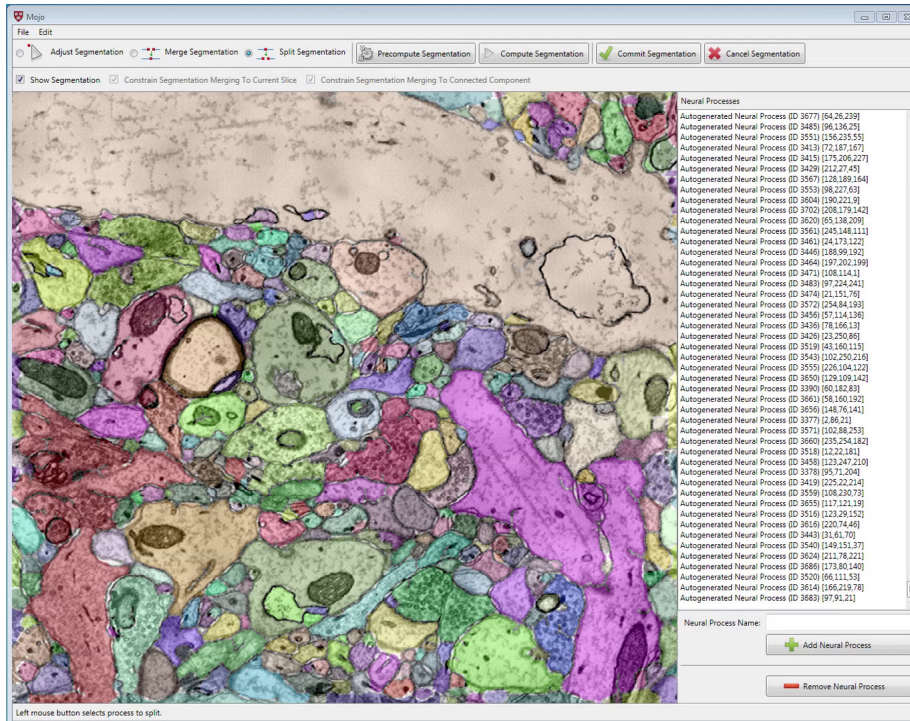 Mojo
File Edit
Adjust Segmentation Merge Segmentation Split Segmentation Precompute Segmentation Compute Segmentation Commit Segmentation Cancel Segmentation
Show Segmentation Constrain Segmentation Merging To Current Slice Constrain Segmentation Merging To Connected Component
Neural Processes
Autogenerated Neural Process (ID 3677) [64,26,239]
Autogenerated Neural Process (ID 3485) [96,136,25]
Autogenerated Neural Process (ID 3551) [156,235,55]
Autogenerated Neural Process (ID 3413) [72,187,167]
Autogenerated Neural Process (ID 3415) [175,206,227]
Autogenerated Neural Process (ID 3429) [212,27,45]
Autogenerated Neural Process (ID 3567) [128,189,164]
Autogenerated Neural Process (ID 3553) [98,227,63]
Autogenerated Neural Process (ID 3604) [190,221,9]
Autogenerated Neural Process (ID 3702) [208,179,142]
Autogenerated Neural Process (ID 3620) [65,138,209]
Autogenerated Neural Process (ID 3561) [245,148,111]
Autogenerated Neural Process (ID 3461) [24,173,122]
Autogenerated Neural Process (ID 3446) [188,99,192]
Autogenerated Neural Process (ID 3464) [197,202,199]
Autogenerated Neural Process (ID 3471) [108,114,1]
Autogenerated Neural Process (ID 3483) [97,224,241]
Autogenerated Neural Process (ID 3474) [21,151,76]
Autogenerated Neural Process (ID 3572) [254,84,193]
Autogenerated Neural Process (ID 3456) [57,114,136]
Autogenerated Neural Process (ID 3436) [78,166,13]
Autogenerated Neural Process (ID 3426) [23,250,86]
Autogenerated Neural Process (ID 3519) [43,160,115]
Autogenerated Neural Process (ID 3543) [102,250,216]
Autogenerated Neural Process (ID 3555) [226,104,122]
Autogenerated Neural Process (ID 3650) [129,109,142]
Autogenerated Neural Process (ID 3390) [60,182,83]
Autogenerated Neural Process (ID 3661) [58,160,192]
Autogenerated Neural Process (ID 3656) [148,76,141]
Autogenerated Neural Process (ID 3377) [2,86,21]
Autogenerated Neural Process (ID 3571) [102,88,253]
Autogenerated Neural Process (ID 3660) [235,254,182]
Autogenerated Neural Process (ID 3518) [12,22,181]
Autogenerated Neural Process (ID 3458) [123,247,210]
Autogenerated Neural Process (ID 3378) [95,71,204]
Autogenerated Neural Process (ID 3419) [225,22,214]
Autogenerated Neural Process (ID 3559) [108,230,73]
Autogenerated Neural Process (ID 3655) [117,121,19]
Autogenerated Neural Process (ID 3516) [123,29,152]
Autogenerated Neural Process (ID 3616) [220,74,46]
Autogenerated Neural Process (ID 3443) [31,61,70]
Autogenerated Neural Process (ID 3540) [149,151,37]
Autogenerated Neural Process (ID 3624) [211,78,221]
Autogenerated Neural Process (ID 3686) [173,80,140]
Autogenerated Neural Process (ID 3520) [66,111,53]
Autogenerated Neural Process (ID 3614) [166,219,78]
Autogenerated Neural Process (ID 3683) [97,91,21]
Neural Process Name:
Add Neural Process
Remove Neural Process
Left mouse button selects process to split.